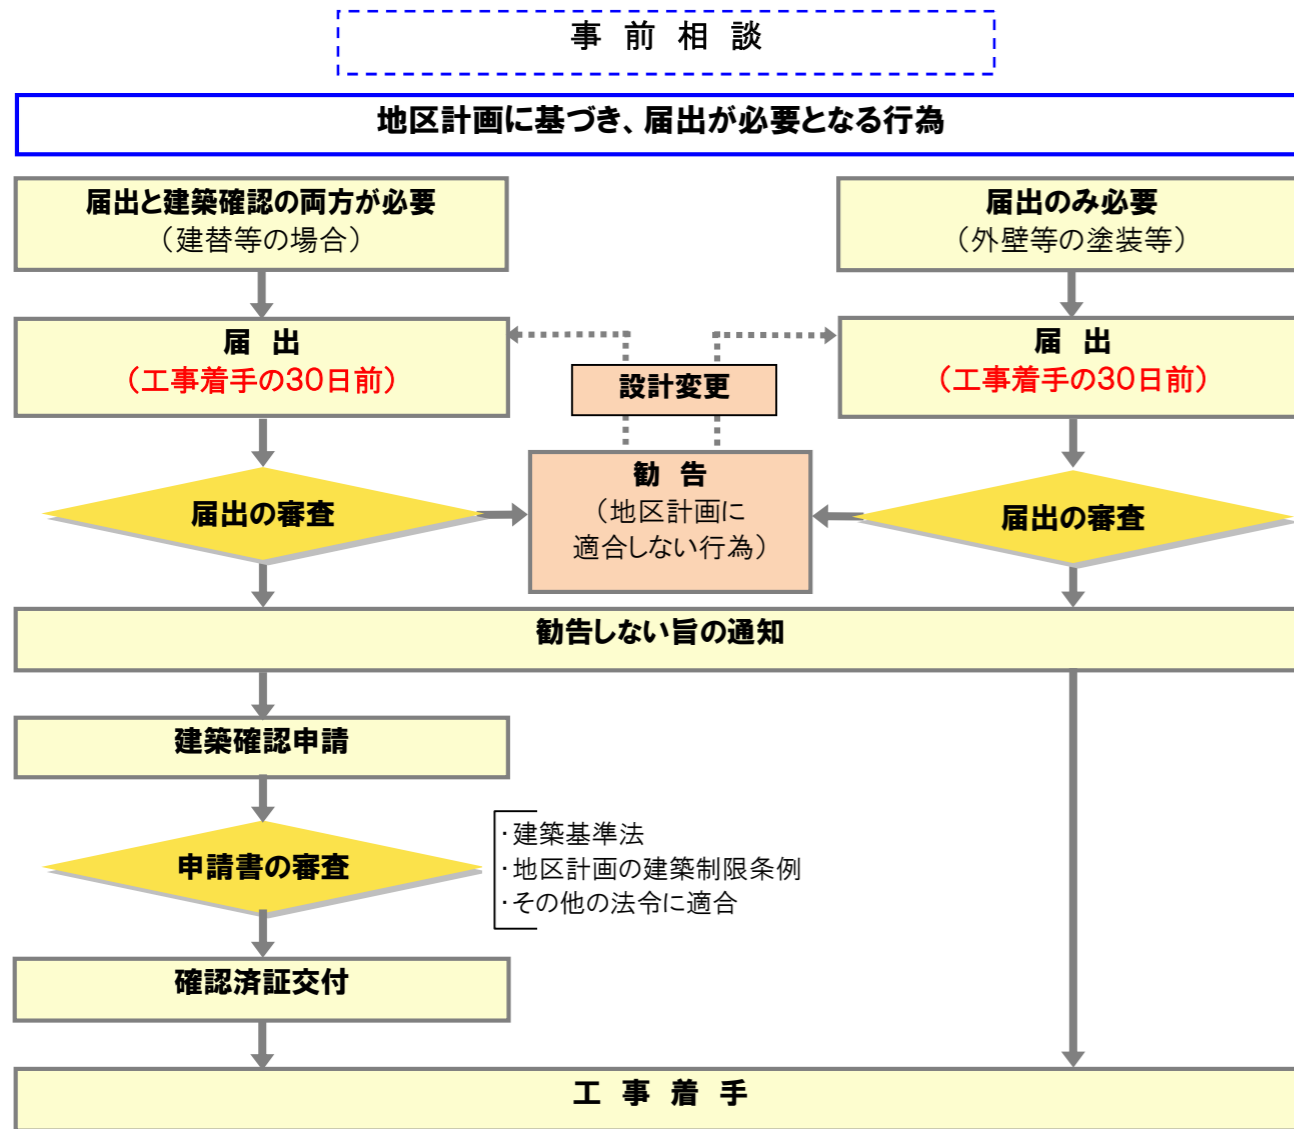 事 前 相 談
地区計画に基づき、届出が必要となる行為
届出と建築確認の両方が必要
（建替等の場合）
届出のみ必要
（外壁等の塗装等）
届 出
（工事着手の30日前）
設計変更
届 出
（工事着手の30日前）
届出の審査
勧 告
（地区計画に
適合しない行為）
届出の審査
勧告しない旨の通知
建築確認申請
申請書の審査
・建築基準法
・地区計画の建築制限条例
・その他の法令に適合
確認済証交付
工 事 着 手